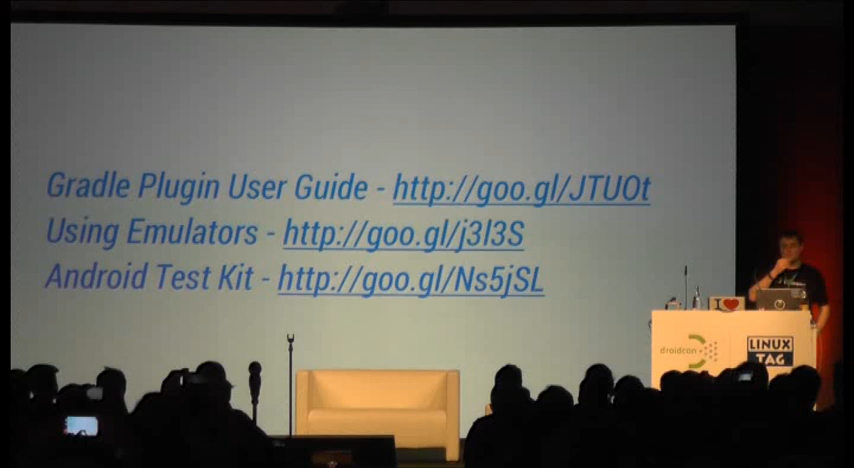 Gradle Plugin User Guide - http://goo.gl/JTUOt
Using Emulators - http://goo.gl/j3l3S
Android Test Kit - http://goo.gl/Ns5jSL
I
droidcon
LINUX
TAG